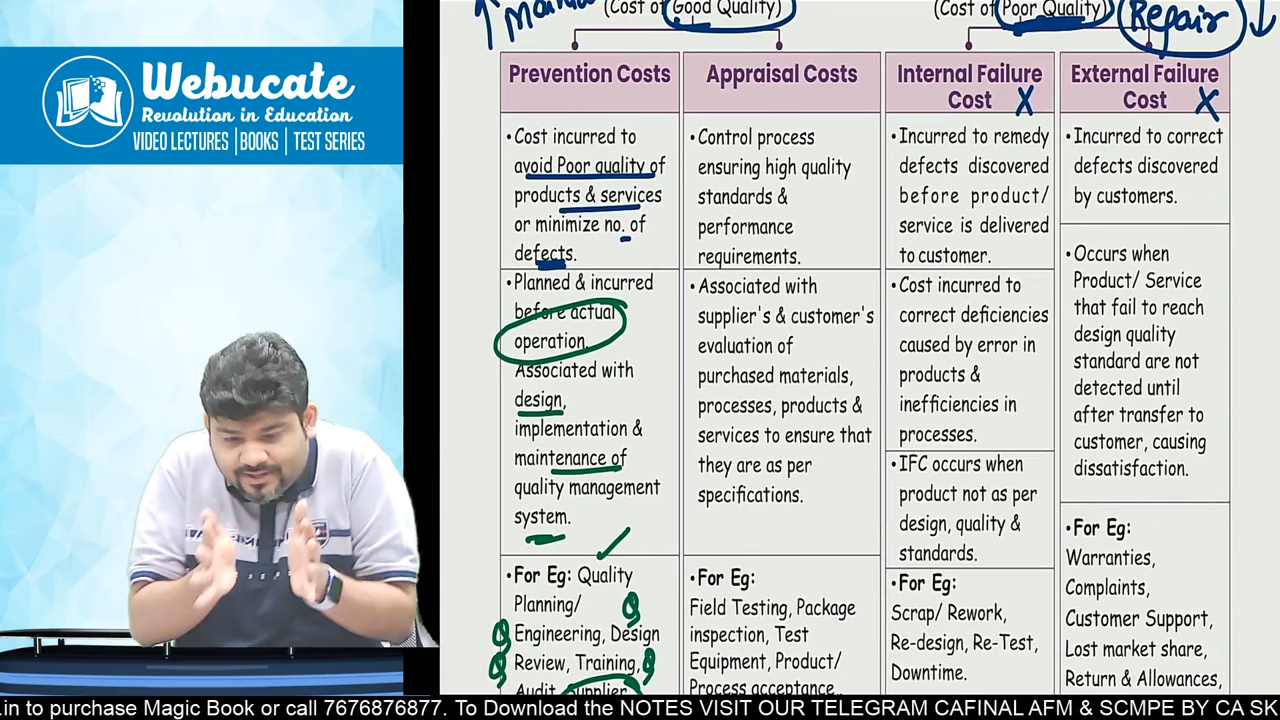 Mainte
(Cost of Good Quality)
(Cost of Poor Quality)
Repair
Webucate
Revolution in Education
VIDEO LECTURES | BOOKS | TEST SERIES
Prevention Costs
• Cost incurred to
avoid Poor quality of
products & services
or minimize no. of
defects.
• Planned & incurred
before actual
operation.
Associated with
design,
implementation &
maintenance of
quality management
system.
• For Eg: Quality
Planning/
Engineering, Design
Review, Training,
Audit, Supplier
Appraisal Costs
• Control process
ensuring high quality
standards &
performance
requirements.
• Associated with
supplier's & customer's
evaluation of
purchased materials,
processes, products &
services to ensure that
they are as per
specifications.
• For Eg:
Field Testing, Package
inspection, Test
Equipment, Product/
Process acceptance..
Internal Failure
Cost X
• Incurred to remedy
defects discovered
before product/
service is delivered
to customer.
• Cost incurred to
correct deficiencies
caused by error in
products &
inefficiencies in
processes.
• IFC occurs when
product not as per
design, quality &
standards.
• For Eg:
Scrap/ Rework,
Re-design, Re-Test,
Downtime.
External Failure
Cost X
• Incurred to correct
defects discovered
by customers.
• Occurs when
Product/ Service
that fail to reach
design quality
standard are not
detected until
after transfer to
customer, causing
dissatisfaction.
• For Eg:
Warranties,
Complaints,
Customer Support,
Lost market share,
Return & Allowances,
.in to purchase Magic Book or call 7676876877. To Download the NOTES VISIT OUR TELEGRAM CAFINAL AFM & SCMPE BY CA SK